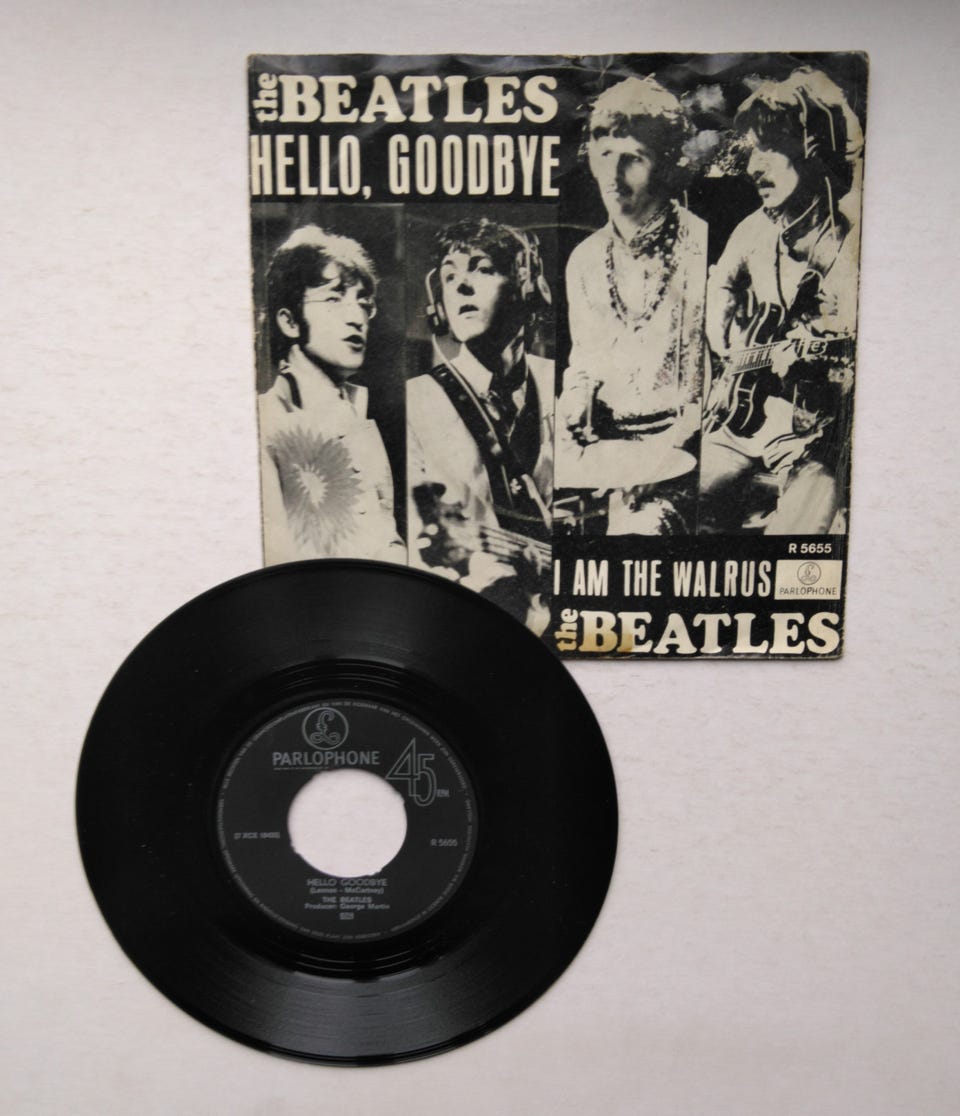 the BEATLES
HELLO, GOODBYE
R 5655
I AM THE WALRUS
£
PARLOPHONE
the BEATLES
£
PARLOPHONE
45 RPM
R 5655
HELLO GOODBYE
(Lennon - McCartney)
THE BEATLES
Producer: George Martin